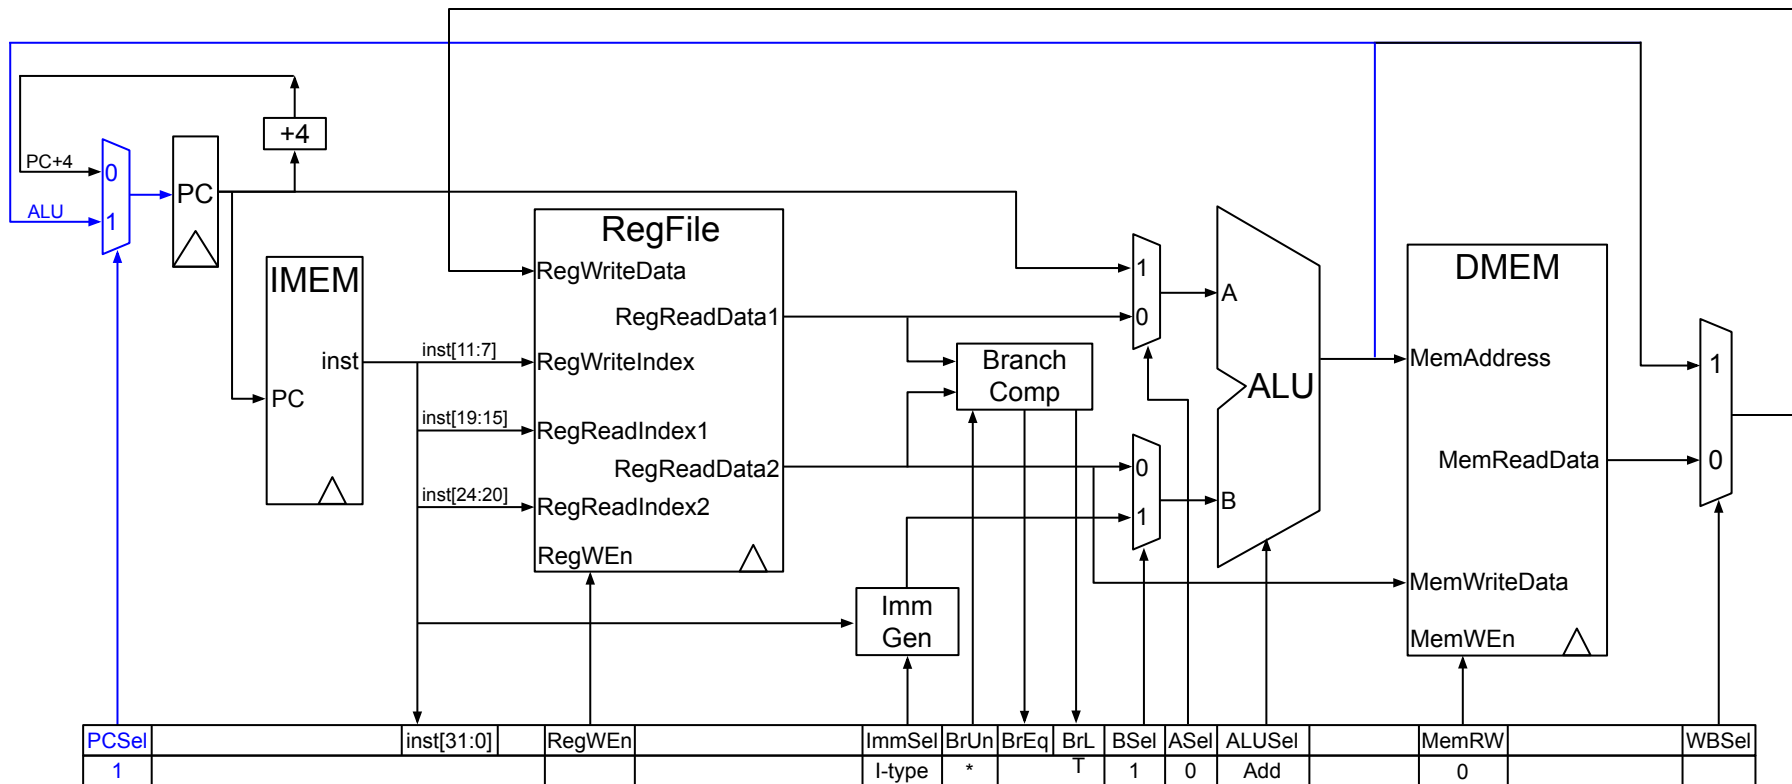 +4
PC+4
0
PC
ALU
1
RegFile
IMEM
RegWriteData
1
DMEM
A
RegReadData1
0
inst
inst[11:7]
RegWriteIndex
Branch
Comp
ALU
MemAddress
1
PC
inst[19:15]
RegReadIndex1
RegReadData2
0
MemReadData
0
inst[24:20]
RegReadIndex2
1
B
RegWEn
Imm
Gen
MemWriteData
MemWEn
PCSel inst[31:0] RegWEn ImmSel BrUn BrEq BrL BSel ASel ALUSel MemRW WBSel
1 I-type * T 1 0 Add 0